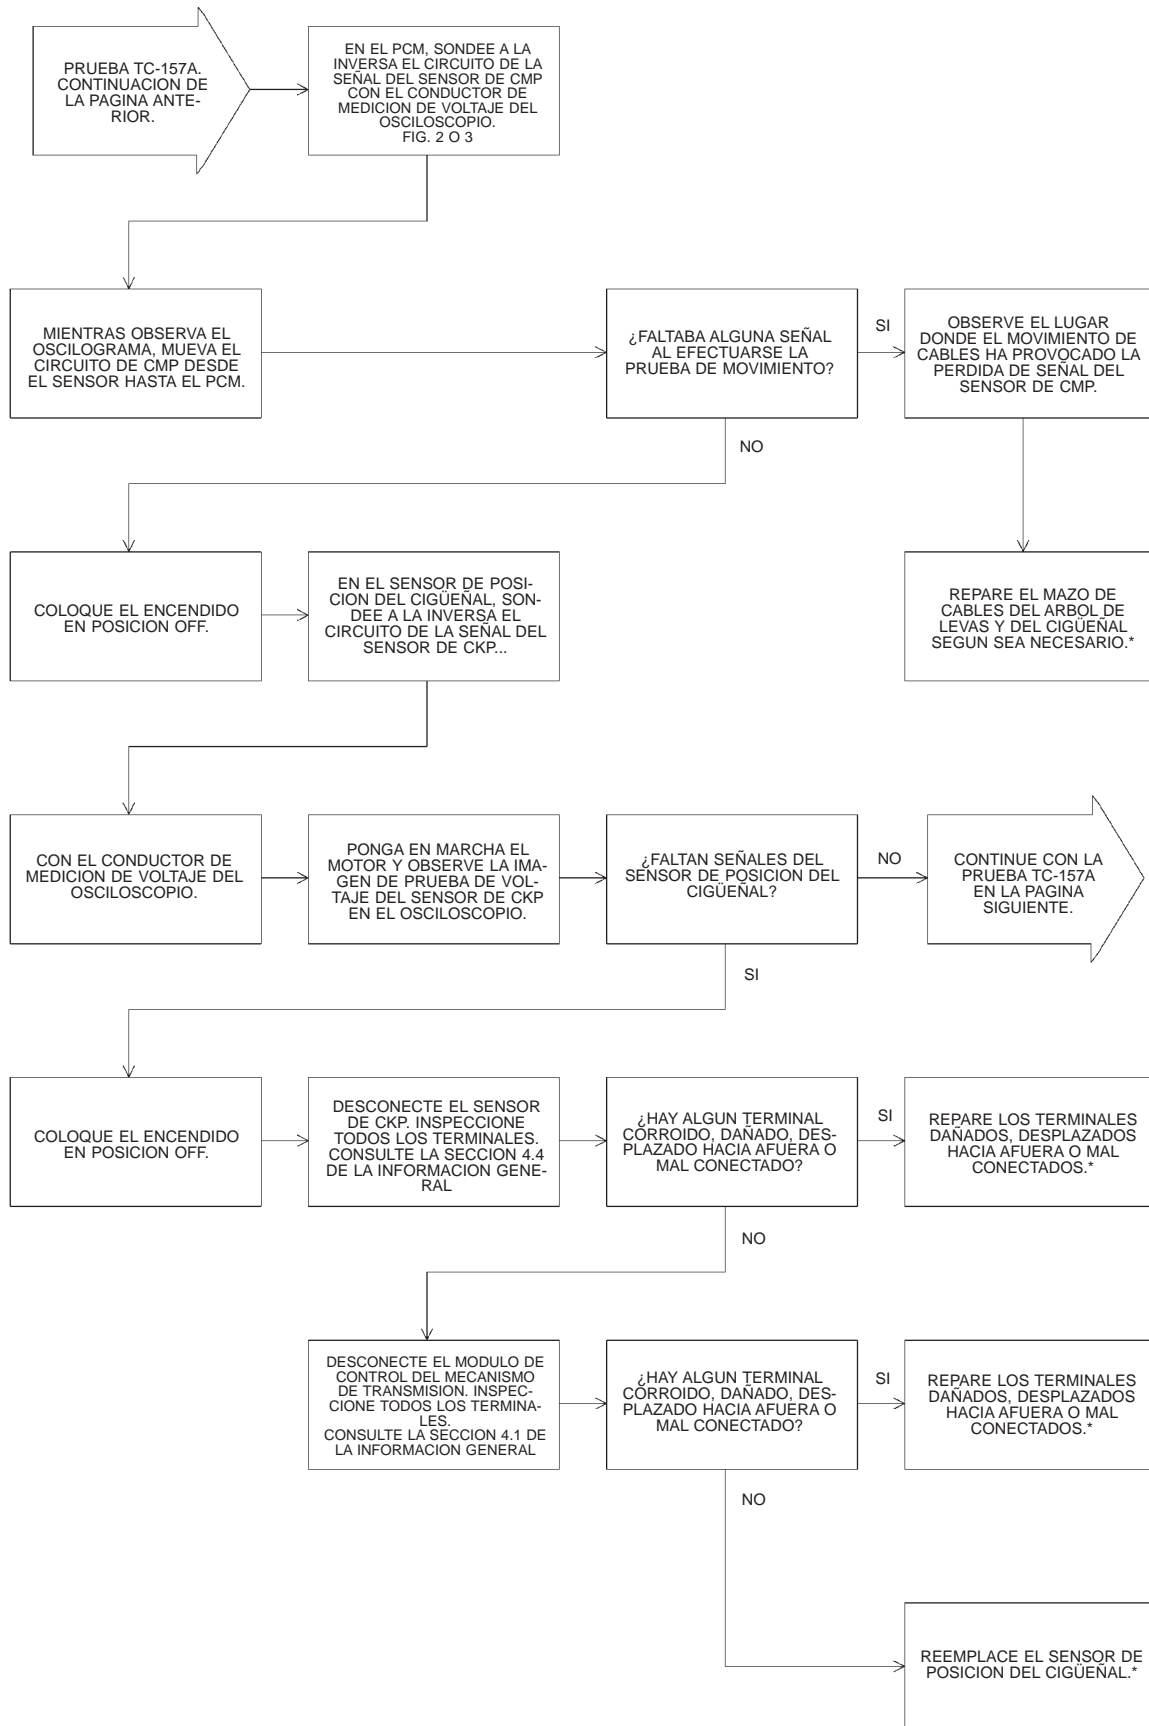 PRUEBA TC-157A.
CONTINUACION DE
LA PAGINA ANTE-
RIOR.
EN EL PCM, SONDEE A LA
INVERSA EL CIRCUITO DE LA
SEÑAL DEL SENSOR DE CMP
CON EL CONDUCTOR DE
MEDICION DE VOLTAJE DEL
OSCILOSCOPIO.
FIG. 2 O 3
MIENTRAS OBSERVA EL
OSCILOGRAMA, MUEVA EL
CIRCUITO DE CMP DESDE
EL SENSOR HASTA EL PCM.
¿FALTABA ALGUNA SEÑAL
AL EFECTUARSE LA
PRUEBA DE MOVIMIENTO?
SI
OBSERVE EL LUGAR
DONDE EL MOVIMIENTO DE
CABLES HA PROVOCADO LA
PERDIDA DE SEÑAL DEL
SENSOR DE CMP.
NO
COLOQUE EL ENCENDIDO
EN POSICION OFF.
EN EL SENSOR DE POSI-
CION DEL CIGÜEÑAL, SON-
DEE A LA INVERSA EL
CIRCUITO DE LA SEÑAL DEL
SENSOR DE CKP...
REPARE EL MAZO DE
CABLES DEL ARBOL DE
LEVAS Y DEL CIGÜEÑAL
SEGUN SEA NECESARIO.*
CON EL CONDUCTOR DE
MEDICION DE VOLTAJE DEL
OSCILOSCOPIO.
PONGA EN MARCHA EL
MOTOR Y OBSERVE LA IMA-
GEN DE PRUEBA DE VOL-
TAJE DEL SENSOR DE CKP
EN EL OSCILOSCOPIO.
¿FALTAN SEÑALES DEL
SENSOR DE POSICION DEL
CIGÜEÑAL?
NO
CONTINUE CON LA
PRUEBA TC-157A
EN LA PAGINA
SIGUIENTE.
SI
COLOQUE EL ENCENDIDO
EN POSICION OFF.
DESCONECTE EL SENSOR
DE CKP. INSPECCIONE
TODOS LOS TERMINALES.
CONSULTE LA SECCION 4.4
DE LA INFORMACION GENE-
RAL
¿HAY ALGUN TERMINAL
CORROIDO, DAÑADO, DES-
PLAZADO HACIA AFUERA O
MAL CONECTADO?
SI
REPARE LOS TERMINALES
DAÑADOS, DESPLAZADOS
HACIA AFUERA O MAL
CONECTADOS.*
NO
DESCONECTE EL MODULO DE
CONTROL DEL MECANISMO
DE TRANSMISION. INSPEC-
CIONE TODOS LOS TERMINA-
LES.
CONSULTE LA SECCION 4.1 DE
LA INFORMACION GENERAL
¿HAY ALGUN TERMINAL
CORROIDO, DAÑADO, DES-
PLAZADO HACIA AFUERA O
MAL CONECTADO?
SI
REPARE LOS TERMINALES
DAÑADOS, DESPLAZADOS
HACIA AFUERA O MAL
CONECTADOS.*
NO
REEMPLACE EL SENSOR DE
POSICION DEL CIGÜEÑAL.*